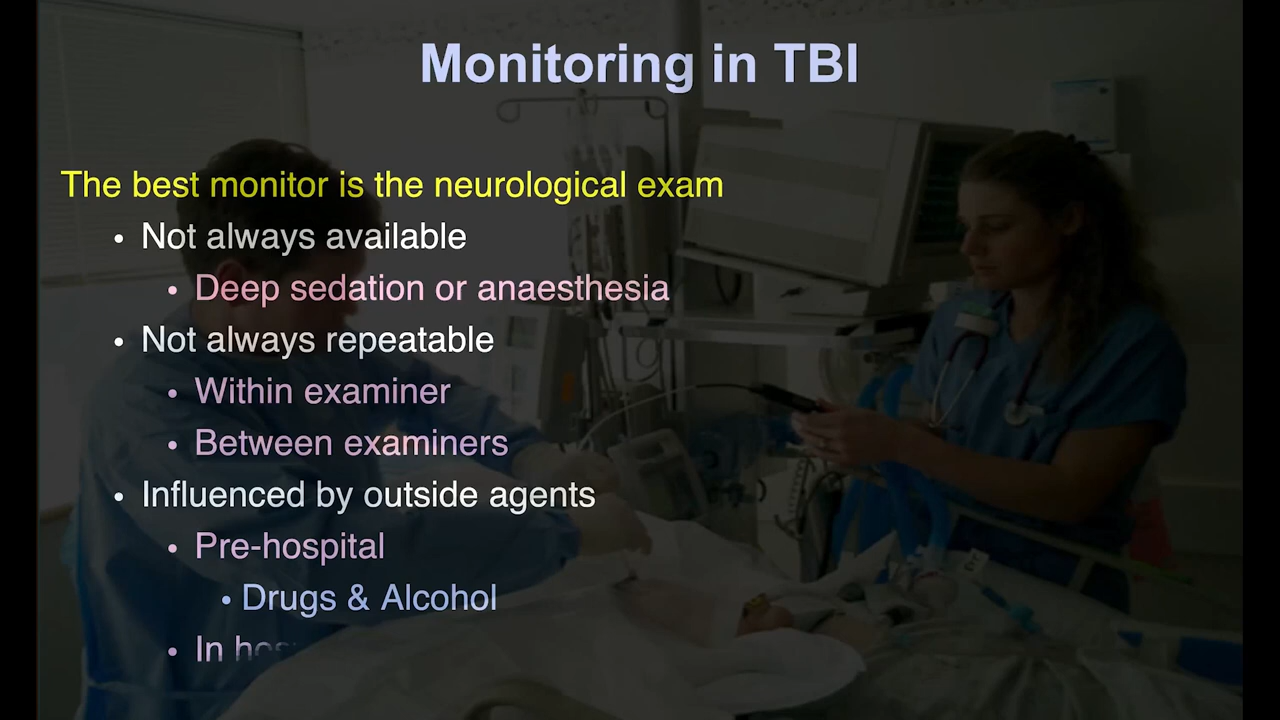 Monitoring in TBI
The best monitor is the neurological exam
• Not always available
• Deep sedation or anaesthesia
• Not always repeatable
• Within examiner
• Between examiners
• Influenced by outside agents
• Pre-hospital
• Drugs & Alcohol
• In